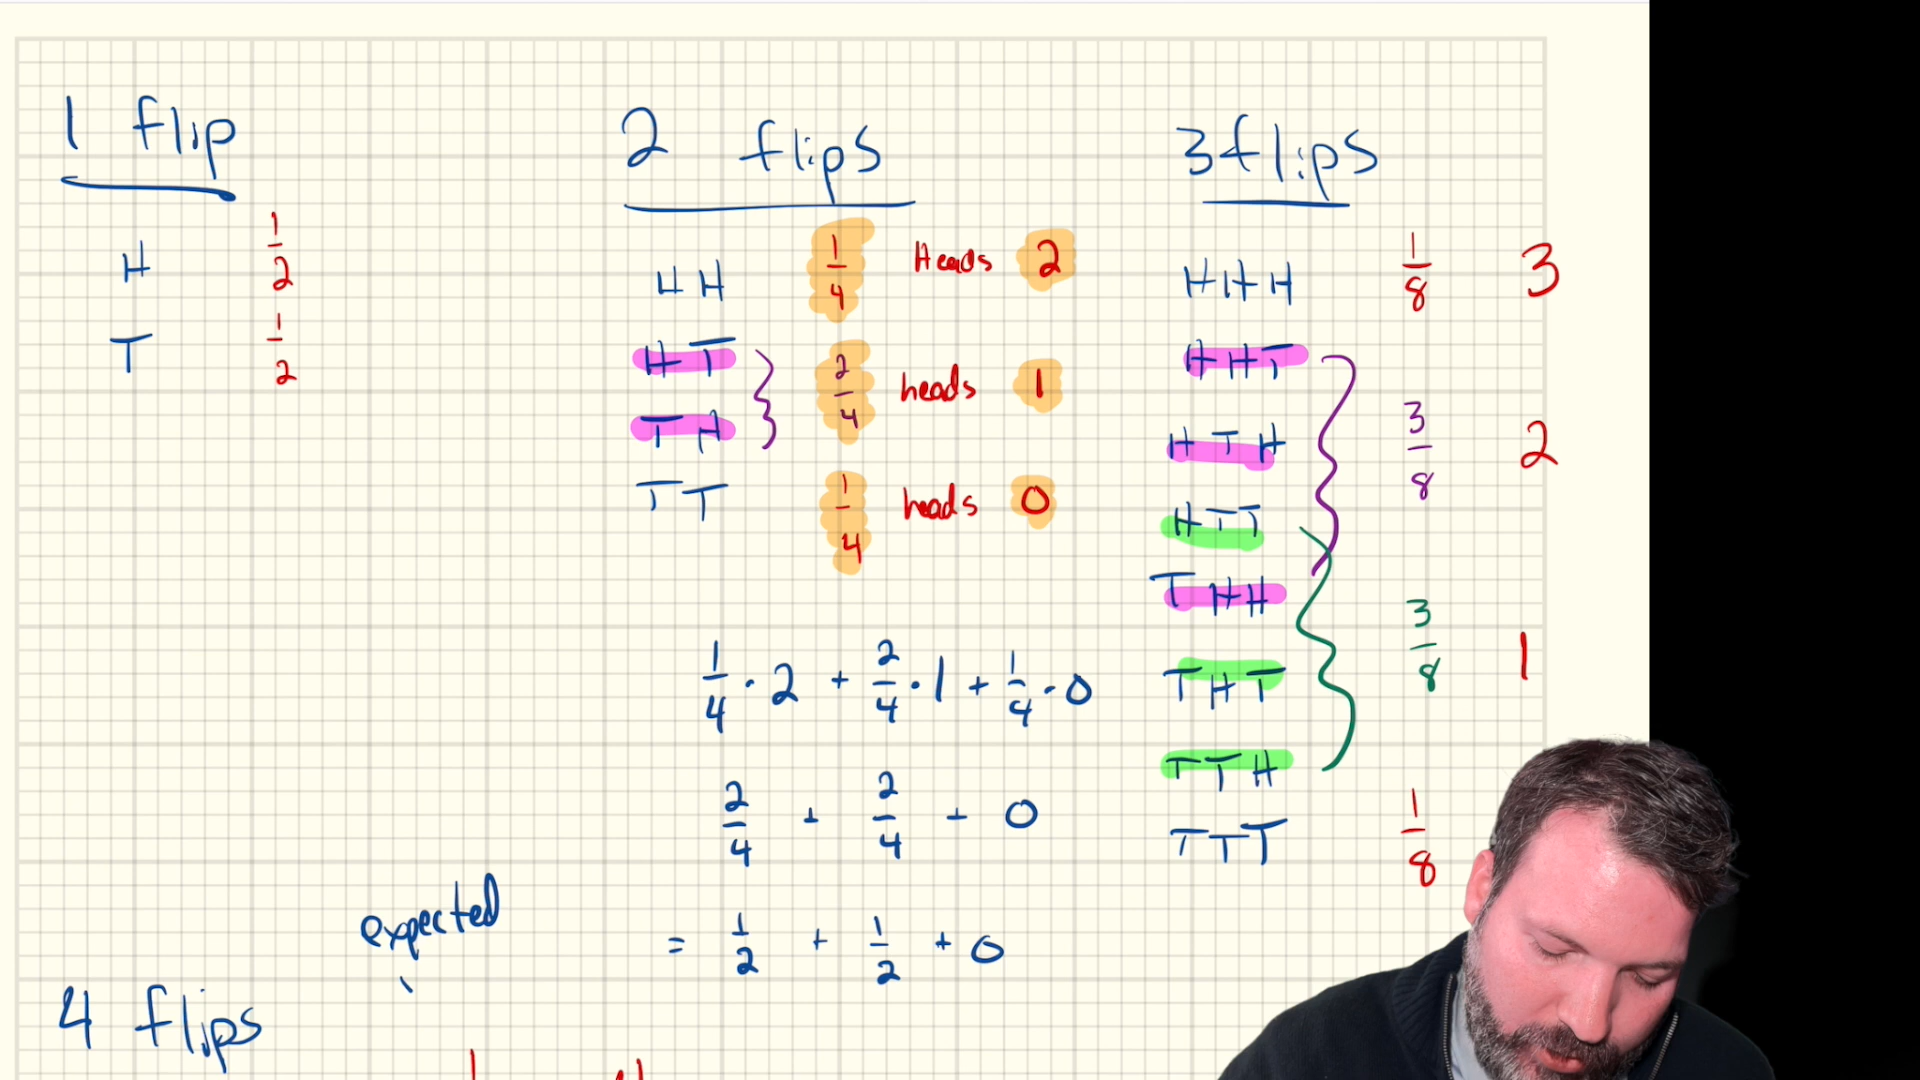 1 flip
H 1/2
T 1/2
2 flips
HH 1/4 Heads 2
HT
TH
2/4 heads 1
TT 1/4 heads 0
1/4 · 2 + 2/4 · 1 + 1/4 · 0
2/4 + 2/4 + 0
= 1/2 + 1/2 + 0
3 flips
HHH 1/8 3
HHT
HTH 3/8 2
HTT
THH
THT 3/8 1
TTH
TTT 1/8
expected
4 flips